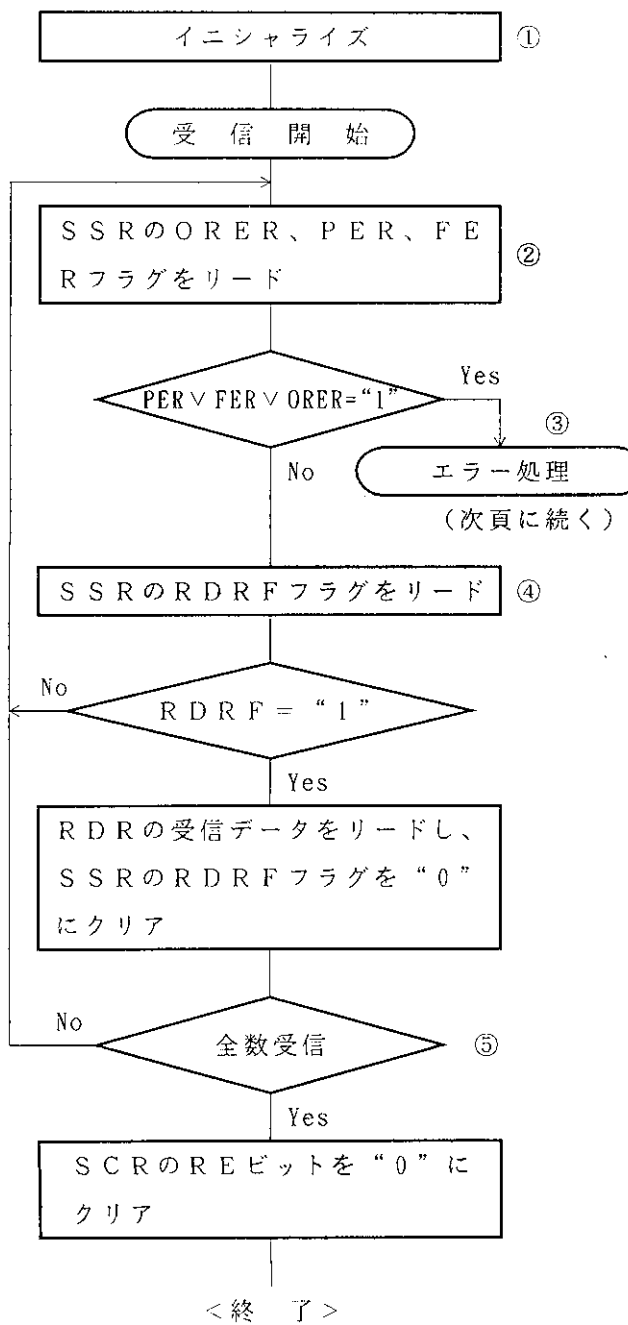 イニシャライズ ①
受信開始
SSRのORER、PER、FE
Rフラグをリード ②
PER∨FER∨ORER=“1”
Yes
No
③
エラー処理
(次頁に続く)
SSRのRDRFフラグをリード ④
No
RDRF=“1”
Yes
RDRの受信データをリードし、
SSRのRDRFフラグを“0”
にクリア
No
全数受信 ⑤
Yes
SCRのREビットを“0”に
クリア
<終 了>